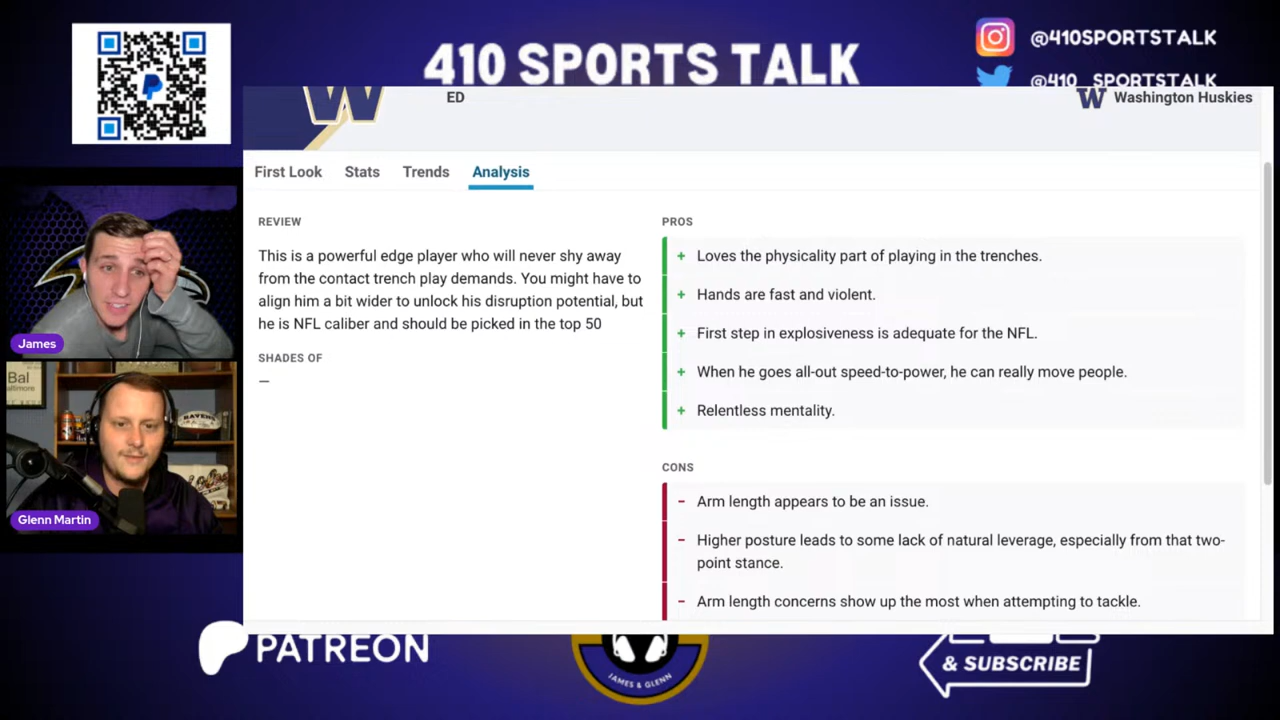 410 SPORTS TALK
@410SPORTSTALK
@410_SPORTSTALK
W
ED
W Washington Huskies
First Look Stats Trends Analysis
REVIEW
This is a powerful edge player who will never shy away
from the contact trench play demands. You might have to
align him a bit wider to unlock his disruption potential, but
he is NFL caliber and should be picked in the top 50
SHADES OF
—
PROS
+ Loves the physicality part of playing in the trenches.
+ Hands are fast and violent.
+ First step in explosiveness is adequate for the NFL.
+ When he goes all-out speed-to-power, he can really move people.
+ Relentless mentality.
CONS
- Arm length appears to be an issue.
- Higher posture leads to some lack of natural leverage, especially from that two-
point stance.
- Arm length concerns show up the most when attempting to tackle.
James
Bal
altimore
RAVENS
Glenn Martin
PATREON
JAMES & GLENN
& SUBSCRIBE